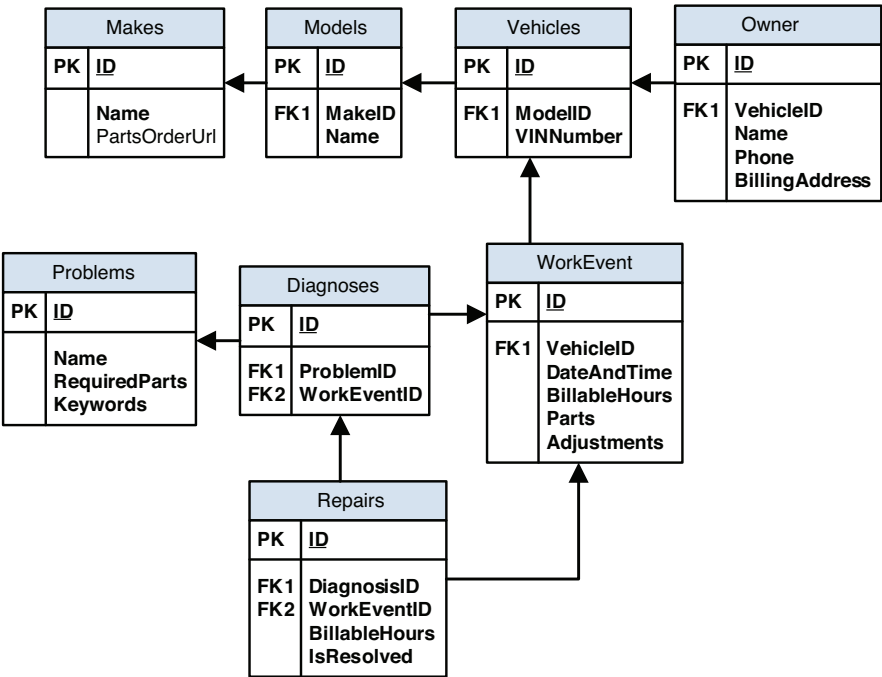 Makes
PK ID
Name
PartsOrderUrl
Models
PK ID
FK1 MakeID
Name
Vehicles
PK ID
FK1 ModelID
VINNumber
Owner
PK ID
FK1 VehicleID
Name
Phone
BillingAddress
Problems
PK ID
Name
RequiredParts
Keywords
Diagnoses
PK ID
FK1 ProblemID
FK2 WorkEventID
WorkEvent
PK ID
FK1 VehicleID
DateAndTime
BillableHours
Parts
Adjustments
Repairs
PK ID
FK1 DiagnosisID
FK2 WorkEventID
BillableHours
IsResolved